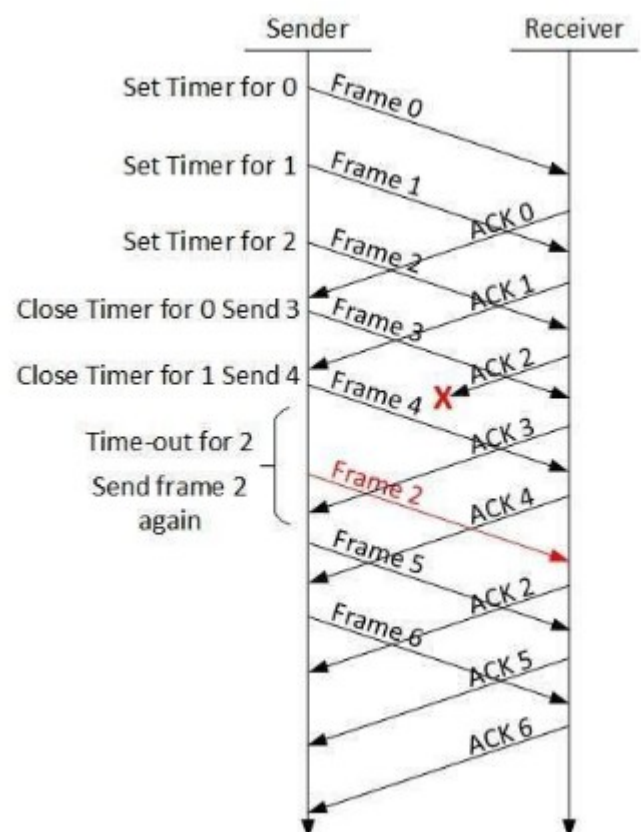 Sender
Receiver
Set Timer for 0
Frame 0
Set Timer for 1
Frame 1
ACK 0
Set Timer for 2
Frame 2
ACK 1
Close Timer for 0 Send 3
Frame 3
ACK 2
X
Close Timer for 1 Send 4
Frame 4
ACK 3
Time-out for 2
Send frame 2
again
Frame 2
ACK 4
Frame 5
ACK 2
Frame 6
ACK 5
ACK 6